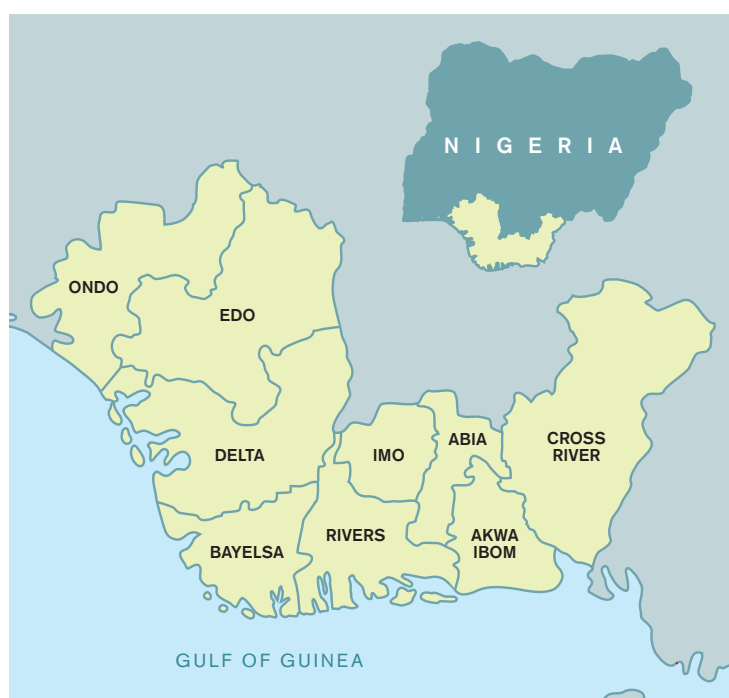 NIGERIA
ONDO
EDO
DELTA
IMO
ABIA
CROSS
RIVER
BAYELSA
RIVERS
AKWA
IBOM
GULF OF GUINEA